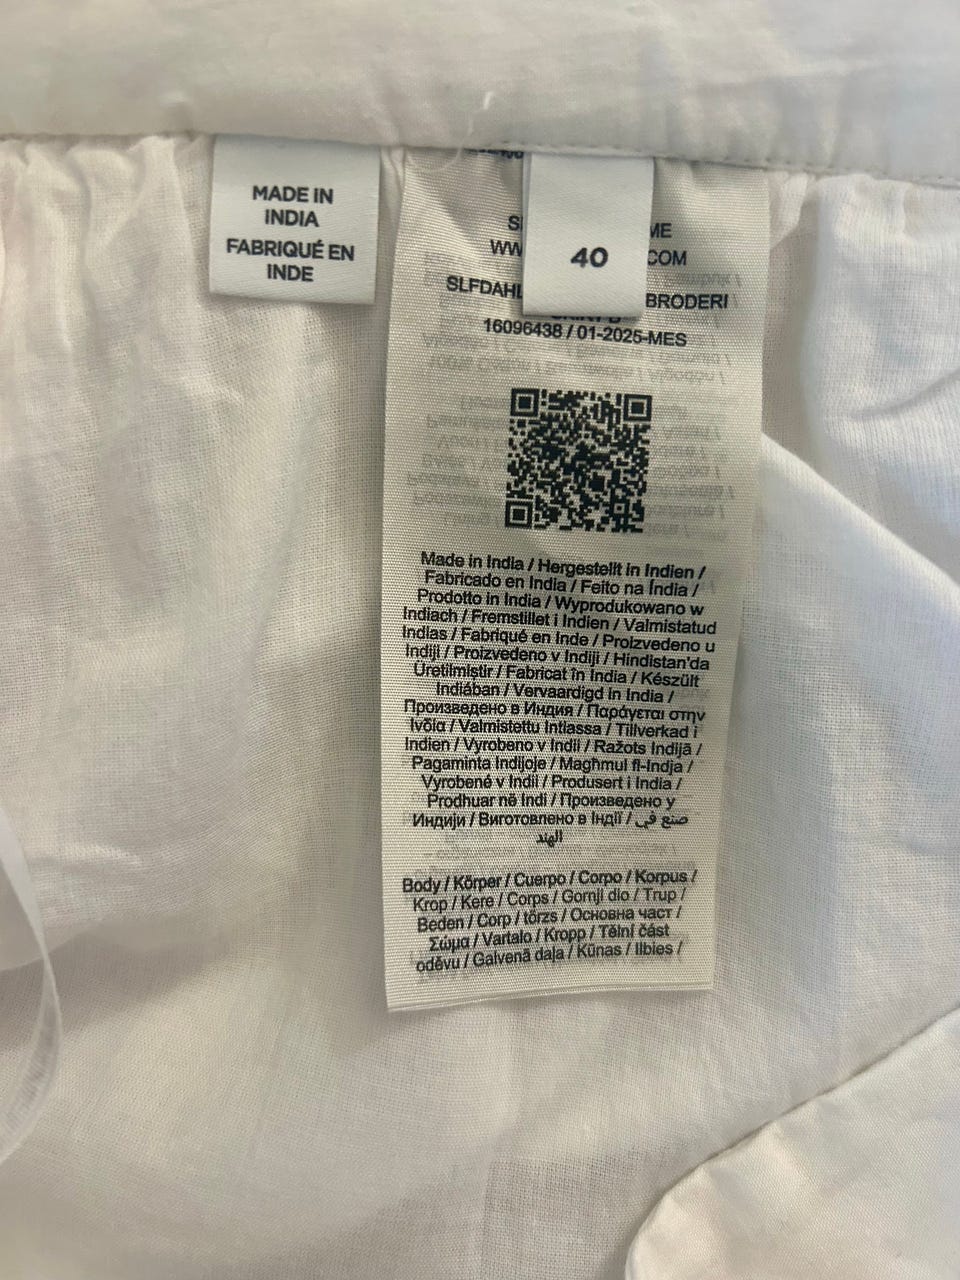 MADE IN
INDIA
FABRIQUÉ EN
INDE
40
ME
WW
COM
SLFDAHL
BRODERI /
16096438 / 01-2025-MES
Made in India / Hergestellt in Indien /
Fabricado en India / Feito na Índia /
Prodotto in India / Wyprodukowano w
Indiach / Fremstillet i Indien / Valmistatud
Indias / Fabriqué en Inde / Proizvedeno u
Indiji / Proizvedeno v Indiji / Hindistan'da
Üretilmiştir / Fabricat în India / Készült
Indiában / Vervaardigd in India /
Произведено в Индия / Παράγεται στην
Ινδία / Valmistettu Intiassa / Tillverkad i
Indien / Vyrobeno v Indii / Ražots Indijā /
Pagaminta Indijoje / Magħmul fl-Indja /
Vyrobené v Indii / Produsert i India /
Prodhuar në Indi / Произведено у
Индији / Виготовлено в Індії / صنع في
الهند
Body / Körper / Cuerpo / Corpo / Korpus /
Krop / Kere / Corps / Gornji dio / Trup /
Beden / Corp / törzs / Основна част /
Σώμα / Vartalo / Kropp / Tělní část
oděvu / Galvenā daļa / Kūnas / Ilbies /